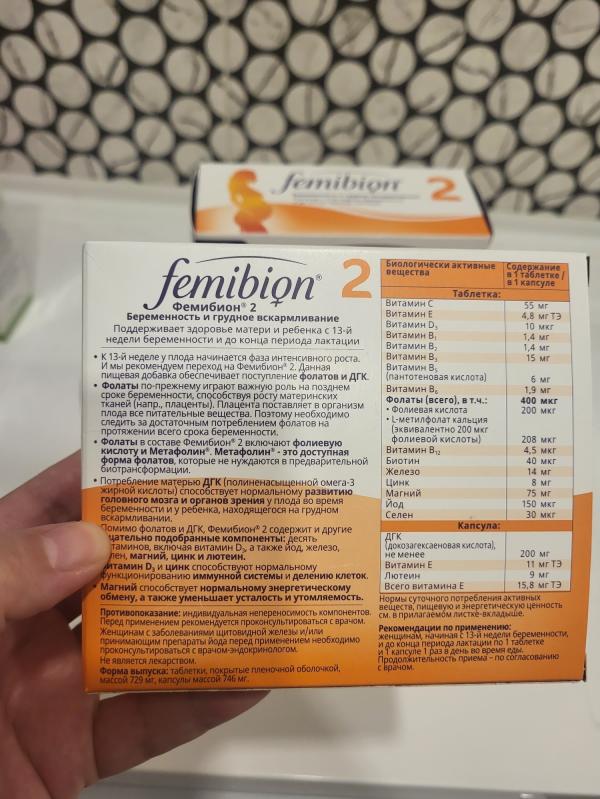 femibion 2
femibion® 2
Фемибион® 2
Беременность и грудное вскармливание
Поддерживает здоровье матери и ребенка с 13-й
недели беременности и до конца периода лактации
• К 13-й неделе у плода начинается фаза интенсивного роста.
И мы рекомендуем переход на Фемибион® 2. Данная
пищевая добавка обеспечивает поступление фолатов и ДГК.
• Фолаты по-прежнему играют важную роль на позднем
сроке беременности, способствуя росту материнских
тканей (напр., плаценты). Плацента поставляет в организм
плода все питательные вещества. Поэтому необходимо
следить за достаточным потреблением фолатов на
протяжении всего срока беременности.
• Фолаты в составе Фемибион® 2 включают фолиевую
кислоту и Метафолин®. Метафолин® - это доступная
форма фолатов, которые не нуждаются в предварительной
биотрансформации.
• Потребление матерью ДГК (полиненасыщенной омега-3
жирной кислоты) способствует нормальному развитию
головного мозга и органов зрения у плода во время
беременности и у ребенка, находящегося на грудном
вскармливании.
Помимо фолатов и ДГК, Фемибион® 2 содержит и другие
компоненты: десять
включая витамин D₃, а также йод, железо,
магний, цинк и лютеин.
Витамин D₃ и цинк способствуют нормальному
функционированию иммунной системы и делению клеток.
• Магний способствует нормальному энергетическому
обмену, а также уменьшает усталость и утомляемость.
Противопоказание: индивидуальная непереносимость компонентов.
Перед применением рекомендуется проконсультироваться с врачом.
Женщинам с заболеваниями щитовидной железы и/или
принимающим препараты йода перед применением необходимо
проконсультироваться с врачом-эндокринологом.
Не является лекарством.
Форма выпуска: таблетки, покрытые пленочной оболочкой,
массой 729 мг, капсулы массой 746 мг.
Биологически активные вещества Содержание в 1 таблетке / в 1 капсуле
Таблетка:
Витамин C 55 мг
Витамин E 4,8 мг ТЭ
Витамин D₃ 10 мкг
Витамин B₁ 1,4 мг
Витамин B₂ 1,4 мг
Витамин B₃ 15 мг
Витамин B₅
(пантотеновая кислота) 6 мг
Витамин B₆ 1,9 мг
Фолаты (всего), в т.ч.: 400 мкг
• Фолиевая кислота 200 мкг
• L-метилфолат кальция
(эквивалентно 200 мкг
фолиевой кислоты) 208 мкг
Витамин B₁₂ 4,5 мкг
Биотин 40 мкг
Железо 14 мг
Цинк 8 мг
Магний 75 мг
Йод 150 мкг
Селен 30 мкг
Капсула:
ДГК
(докозагексаеновая кислота),
не менее 200 мг
Витамин E 11 мг ТЭ
Лютеин 9 мг
Всего витамина E 15,8 мг ТЭ
Нормы суточного потребления активных
веществ, пищевую и энергетическую ценность
см. в прилагаемом листке-вкладыше.
Рекомендации по применению:
женщинам, начиная с 13-й недели беременности,
и до конца периода лактации по 1 таблетке
и 1 капсуле 1 раз в день во время еды.
Продолжительность приема – по согласованию
с врачом.